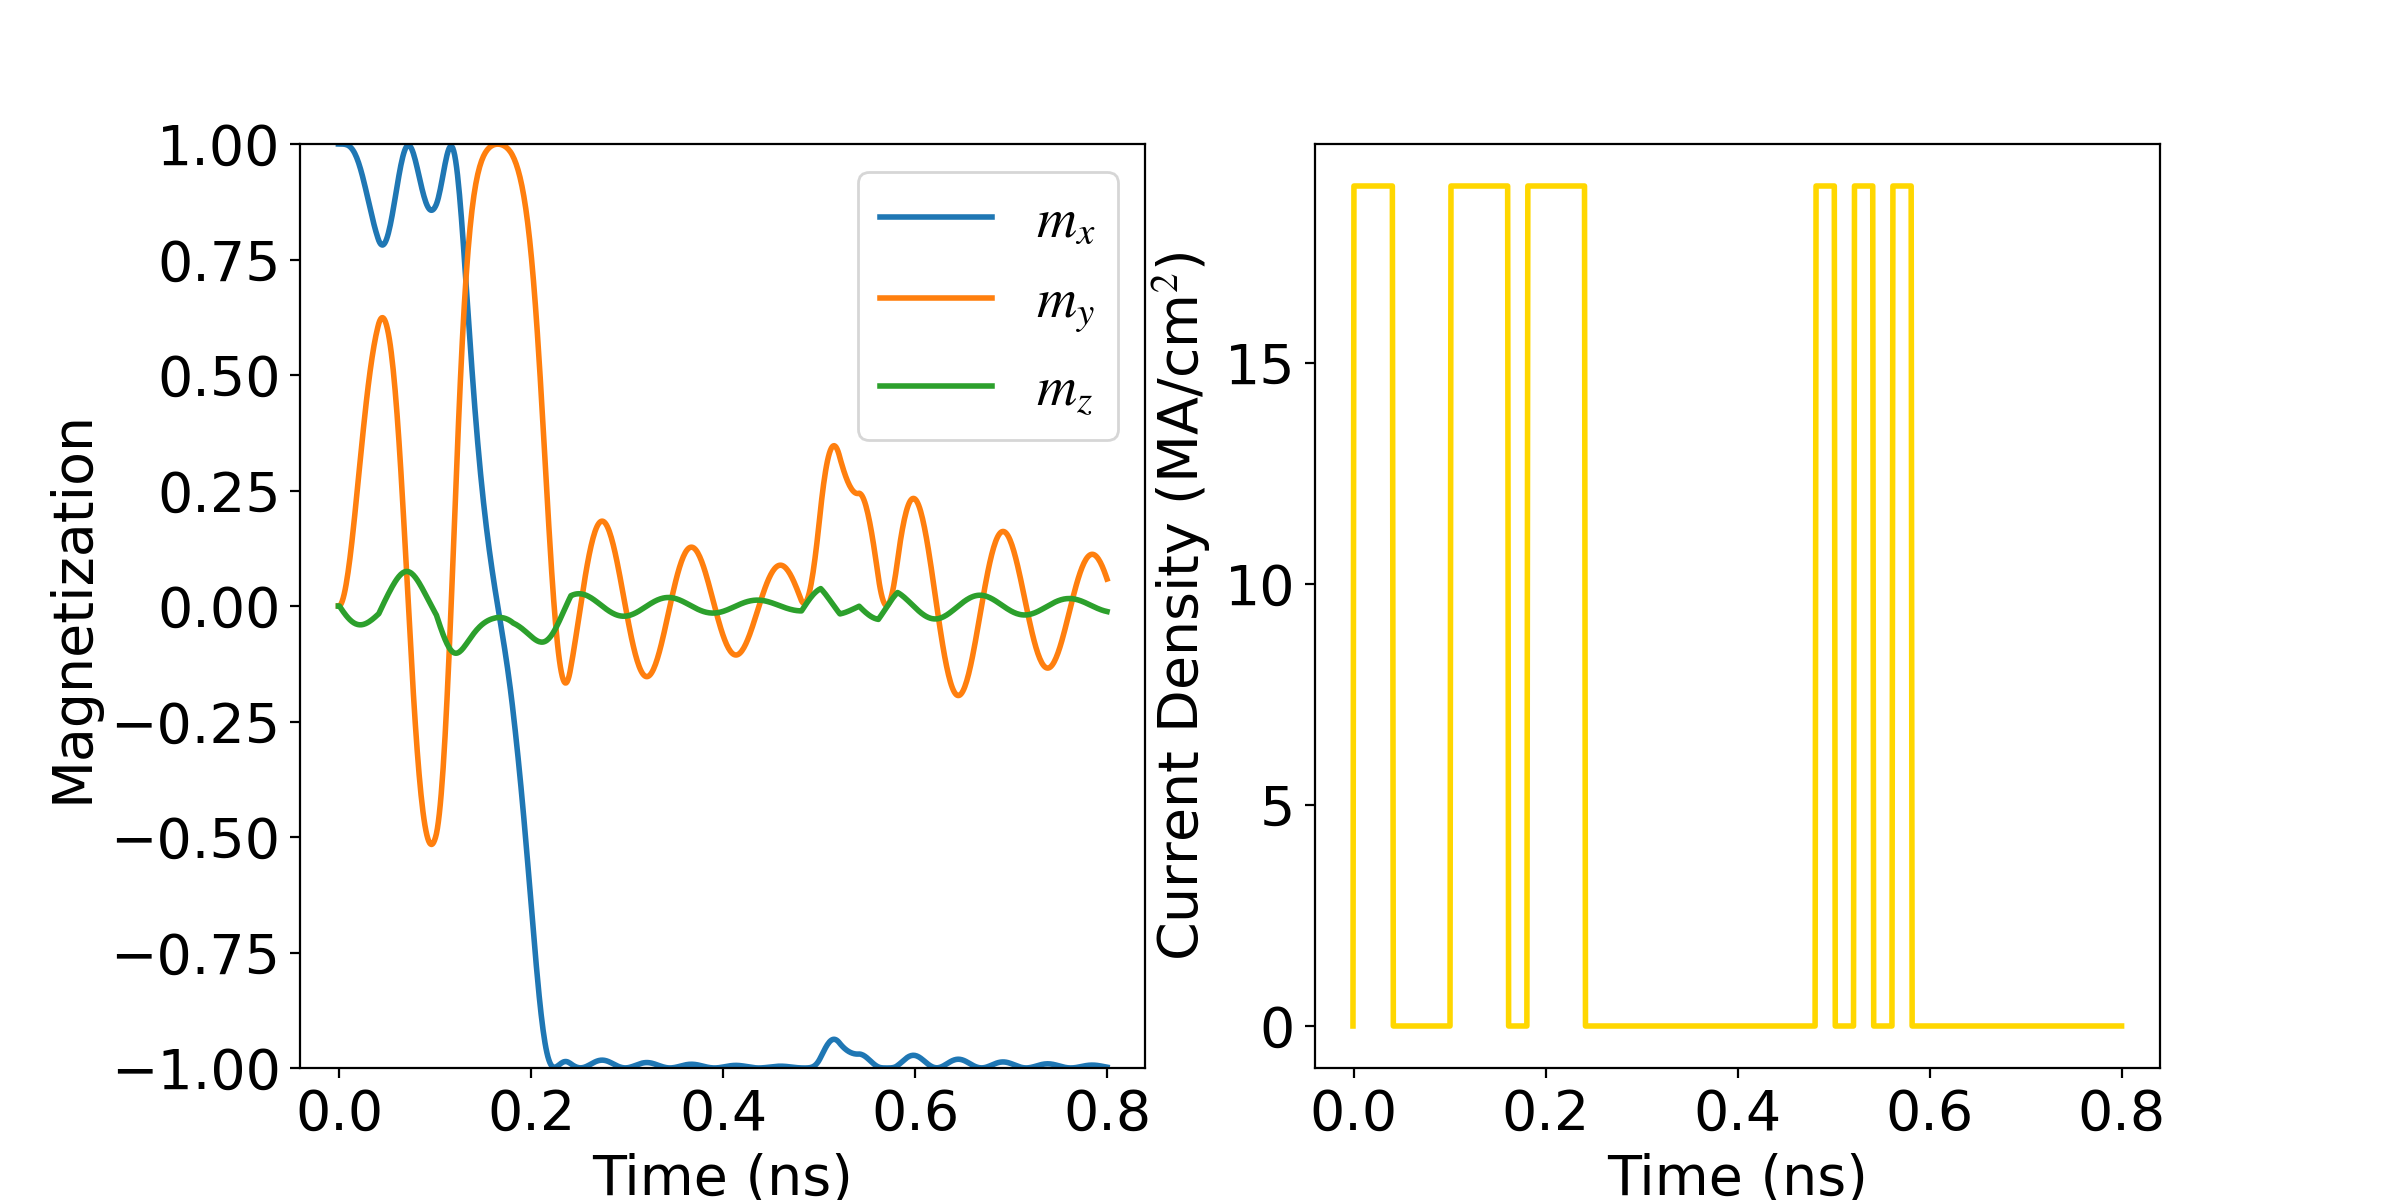 Magnetization
1.00
0.75
0.50
0.25
0.00
−0.25
−0.50
−0.75
−1.00
0.0 0.2 0.4 0.6 0.8
Time (ns)
m_x
m_y
m_z
Current Density (MA/cm²)
15
10
5
0
0.0 0.2 0.4 0.6 0.8
Time (ns)